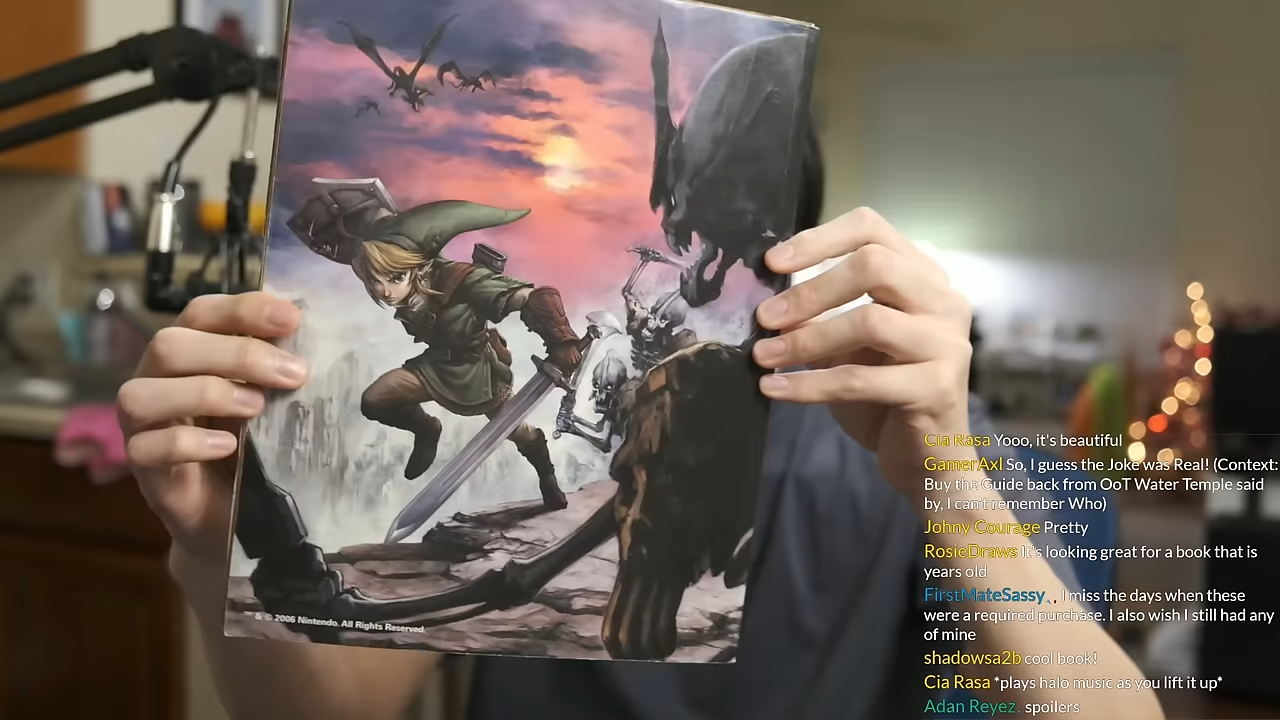 & © 2006 Nintendo. All Rights Reserved.
Cia Rasa Yooo, it's beautiful
GamerAxl So, I guess the Joke was Real! (Context:
Buy the Guide back from OoT Water Temple said
by, I can't remember Who)
Johny Courage Pretty
RosieDraws It's looking great for a book that is
years old
FirstMateSassy. I miss the days when these
were a required purchase. I also wish I still had any
of mine
shadowsa2b cool book!
Cia Rasa *plays halo music as you lift it up*
Adan Reyez. spoilers